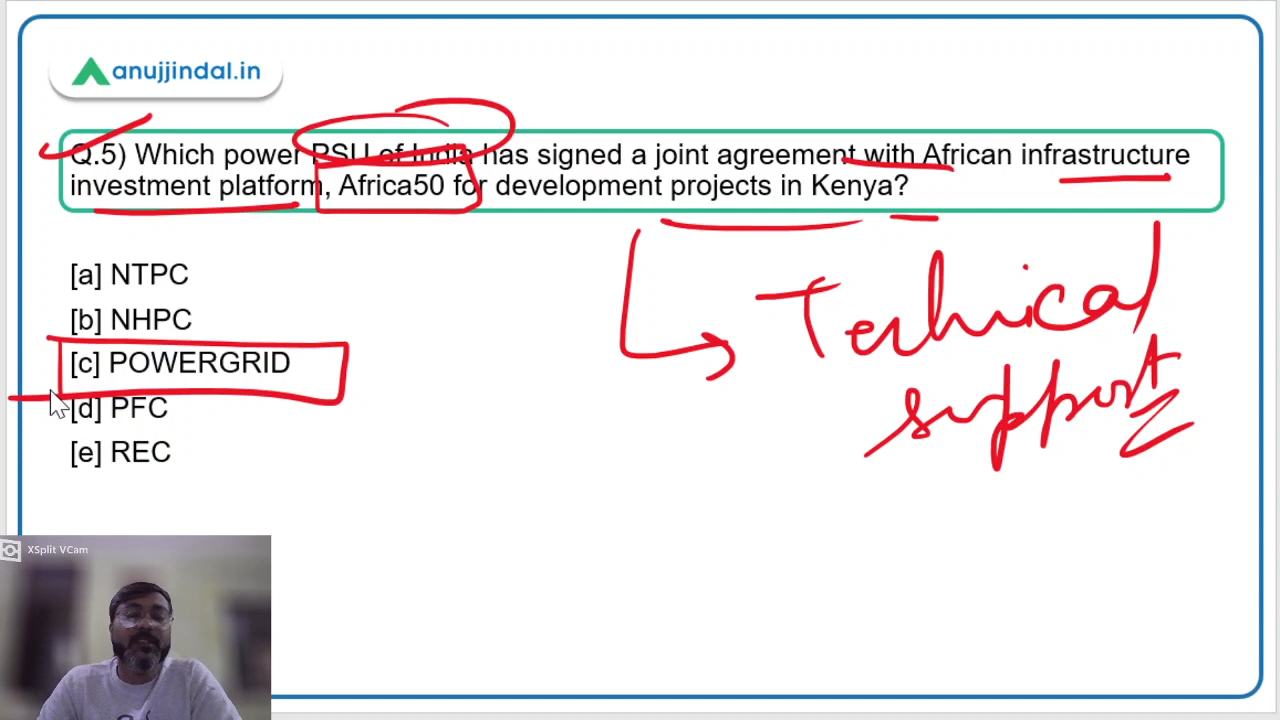 anujjindal.in
Q.5) Which power PSU of India has signed a joint agreement with African infrastructure
investment platform, Africa50 for development projects in Kenya?
[a] NTPC
[b] NHPC
[c] POWERGRID
[d] PFC
[e] REC
Technical
support
XSplit VCam